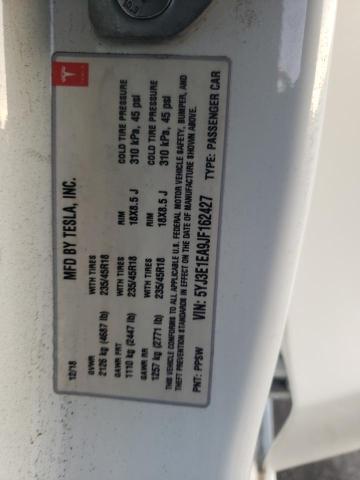 MFD BY TESLA, INC.
12/18
GVWR
2126 kg (4687 lb)
WITH TIRES
235/45R18
RIM
18X8.5 J
COLD TIRE PRESSURE
310 kPa, 45 psi
GAWR FRT
1110 kg (2447 lb)
WITH TIRES
235/45R18
RIM
18X8.5 J
COLD TIRE PRESSURE
310 kPa, 45 psi
GAWR RR
1257 kg (2771 lb)
235/45R18
THIS VEHICLE CONFORMS TO ALL APPLICABLE U.S. FEDERAL MOTOR VEHICLE SAFETY, BUMPER, AND
THEFT PREVENTION STANDARDS IN EFFECT ON THE DATE OF MANUFACTURE SHOWN ABOVE.
PNT: PPSW
VIN: 5YJ3E1EA9JF162427
TYPE: PASSENGER CAR